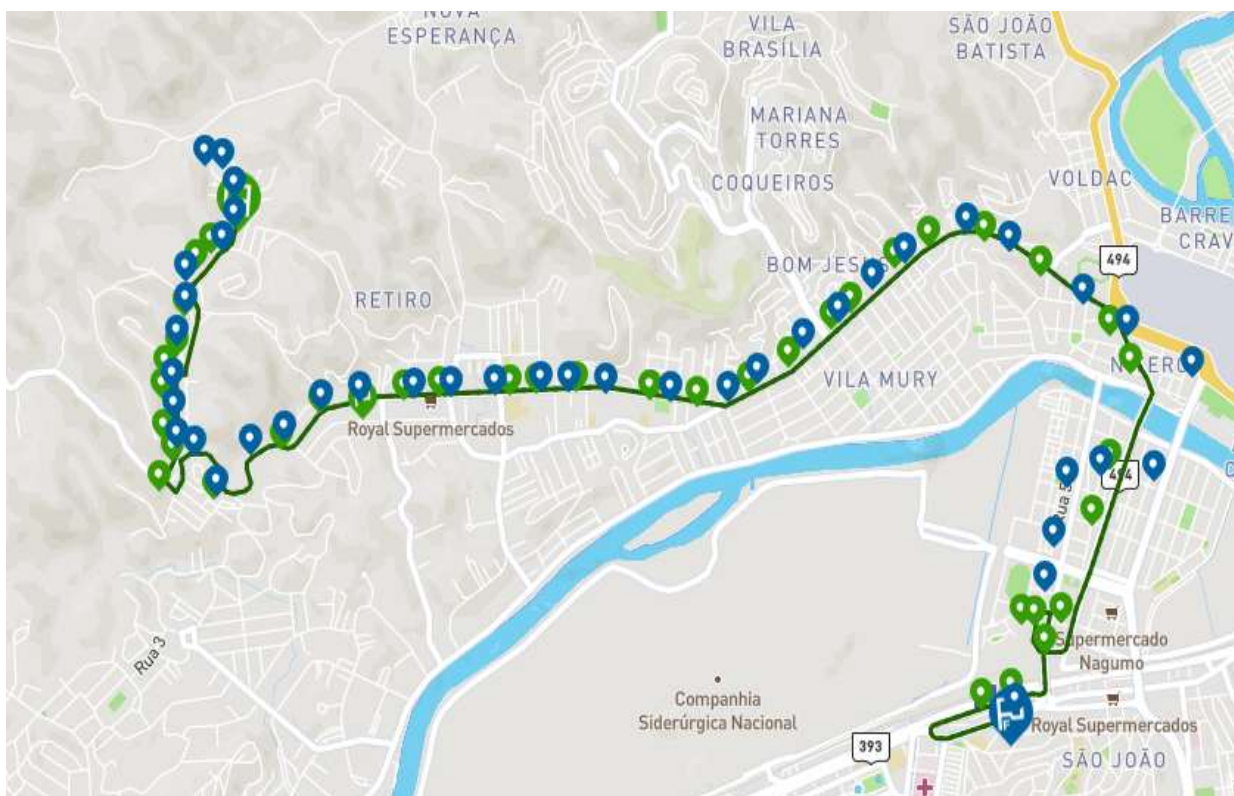 NOVA
ESPERANÇA
VILA
BRASÍLIA
SÃO JOÃO
BATISTA
MARIANA
TORRES
COQUEIROS
VOLDAC
BARRE
CRAV
494
BOM JESUS
RETIRO
VILA MURY
Royal Supermercados
494
Rua 3
Supermercado
Nagumo
Companhia
Siderúrgica Nacional
Royal Supermercados
393
SÃO JOÃO